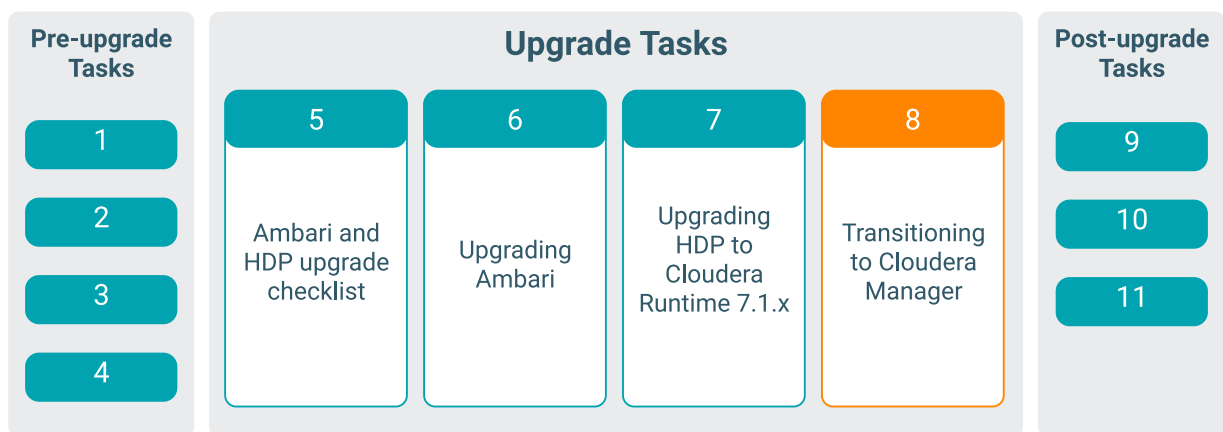 Pre-upgrade
Tasks
1
2
3
4
Upgrade Tasks
5
Ambari and
HDP upgrade
checklist
6
Upgrading
Ambari
7
Upgrading
HDP to
Cloudera
Runtime 7.1.x
8
Transitioning
to Cloudera
Manager
Post-upgrade
Tasks
9
10
11